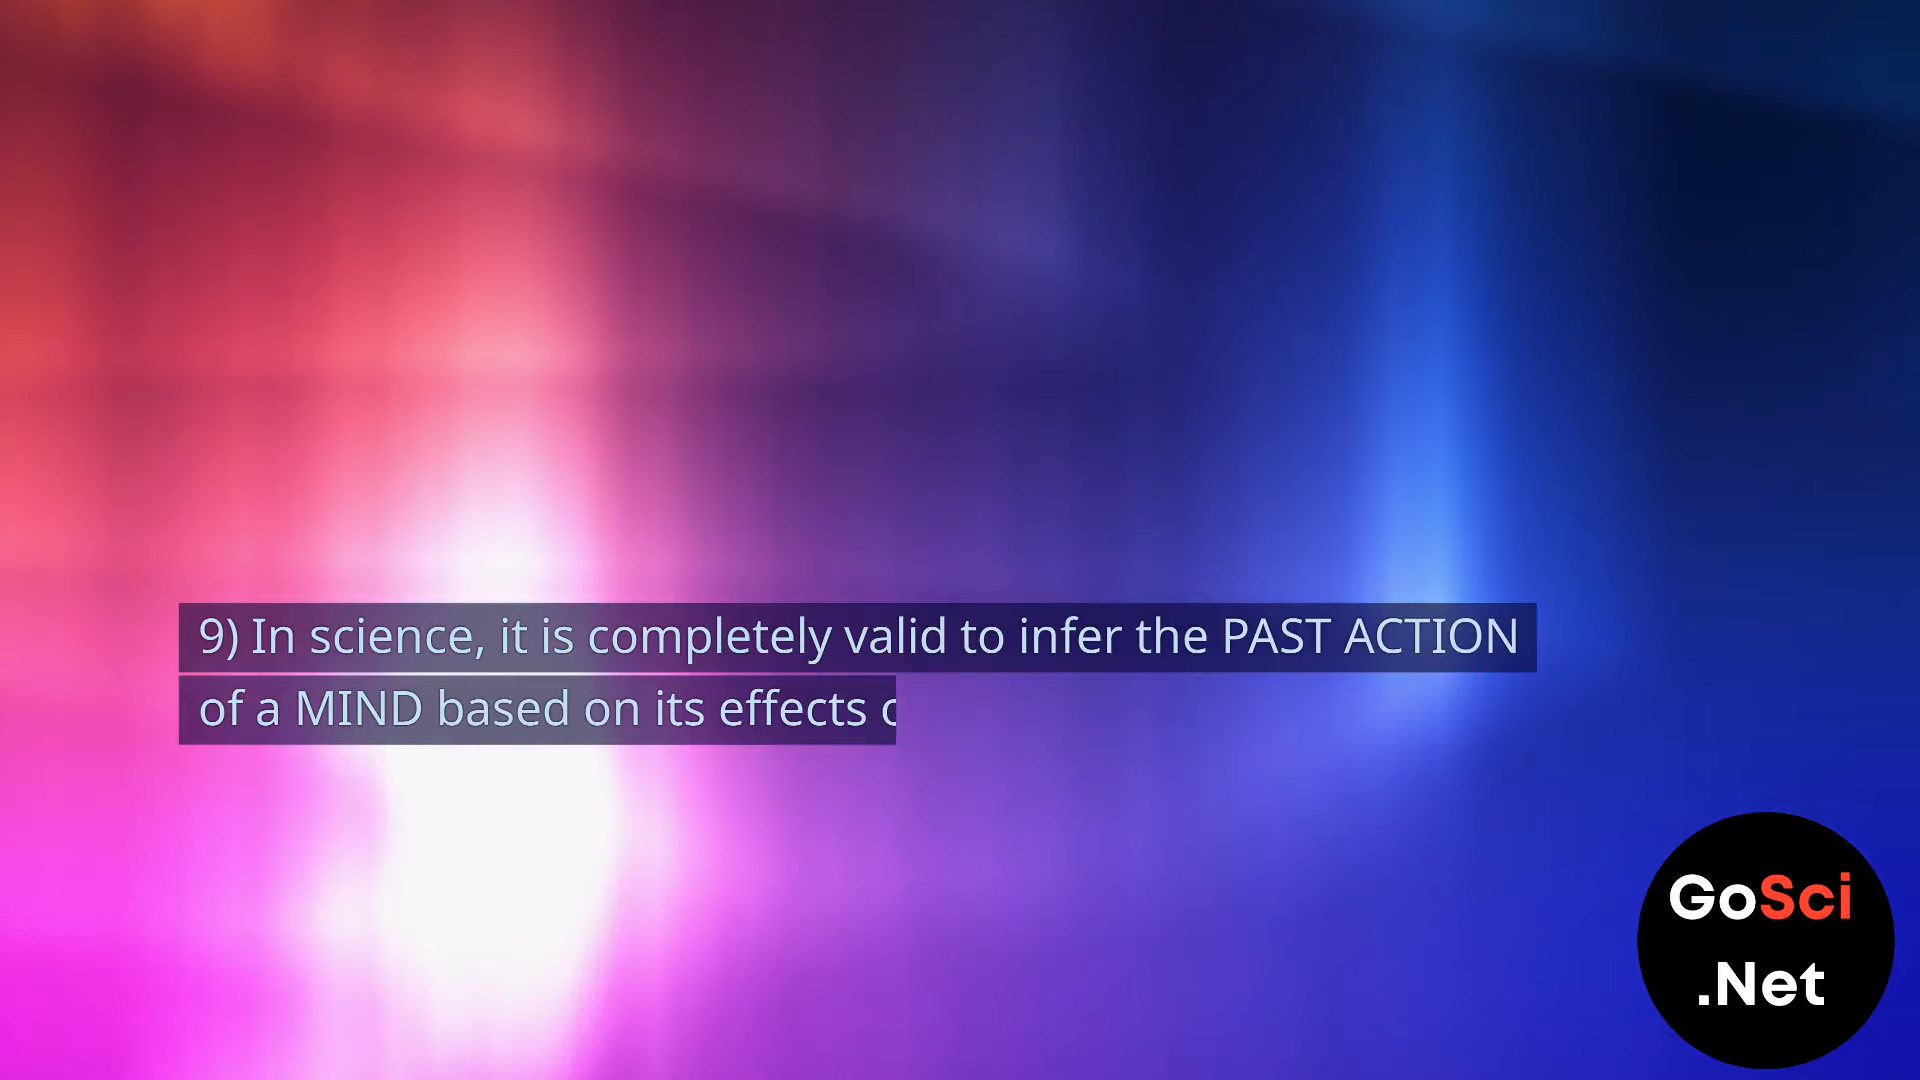 9) In science, it is completely valid to infer the PAST ACTION
of a MIND based on its effects
GoSci
.Net